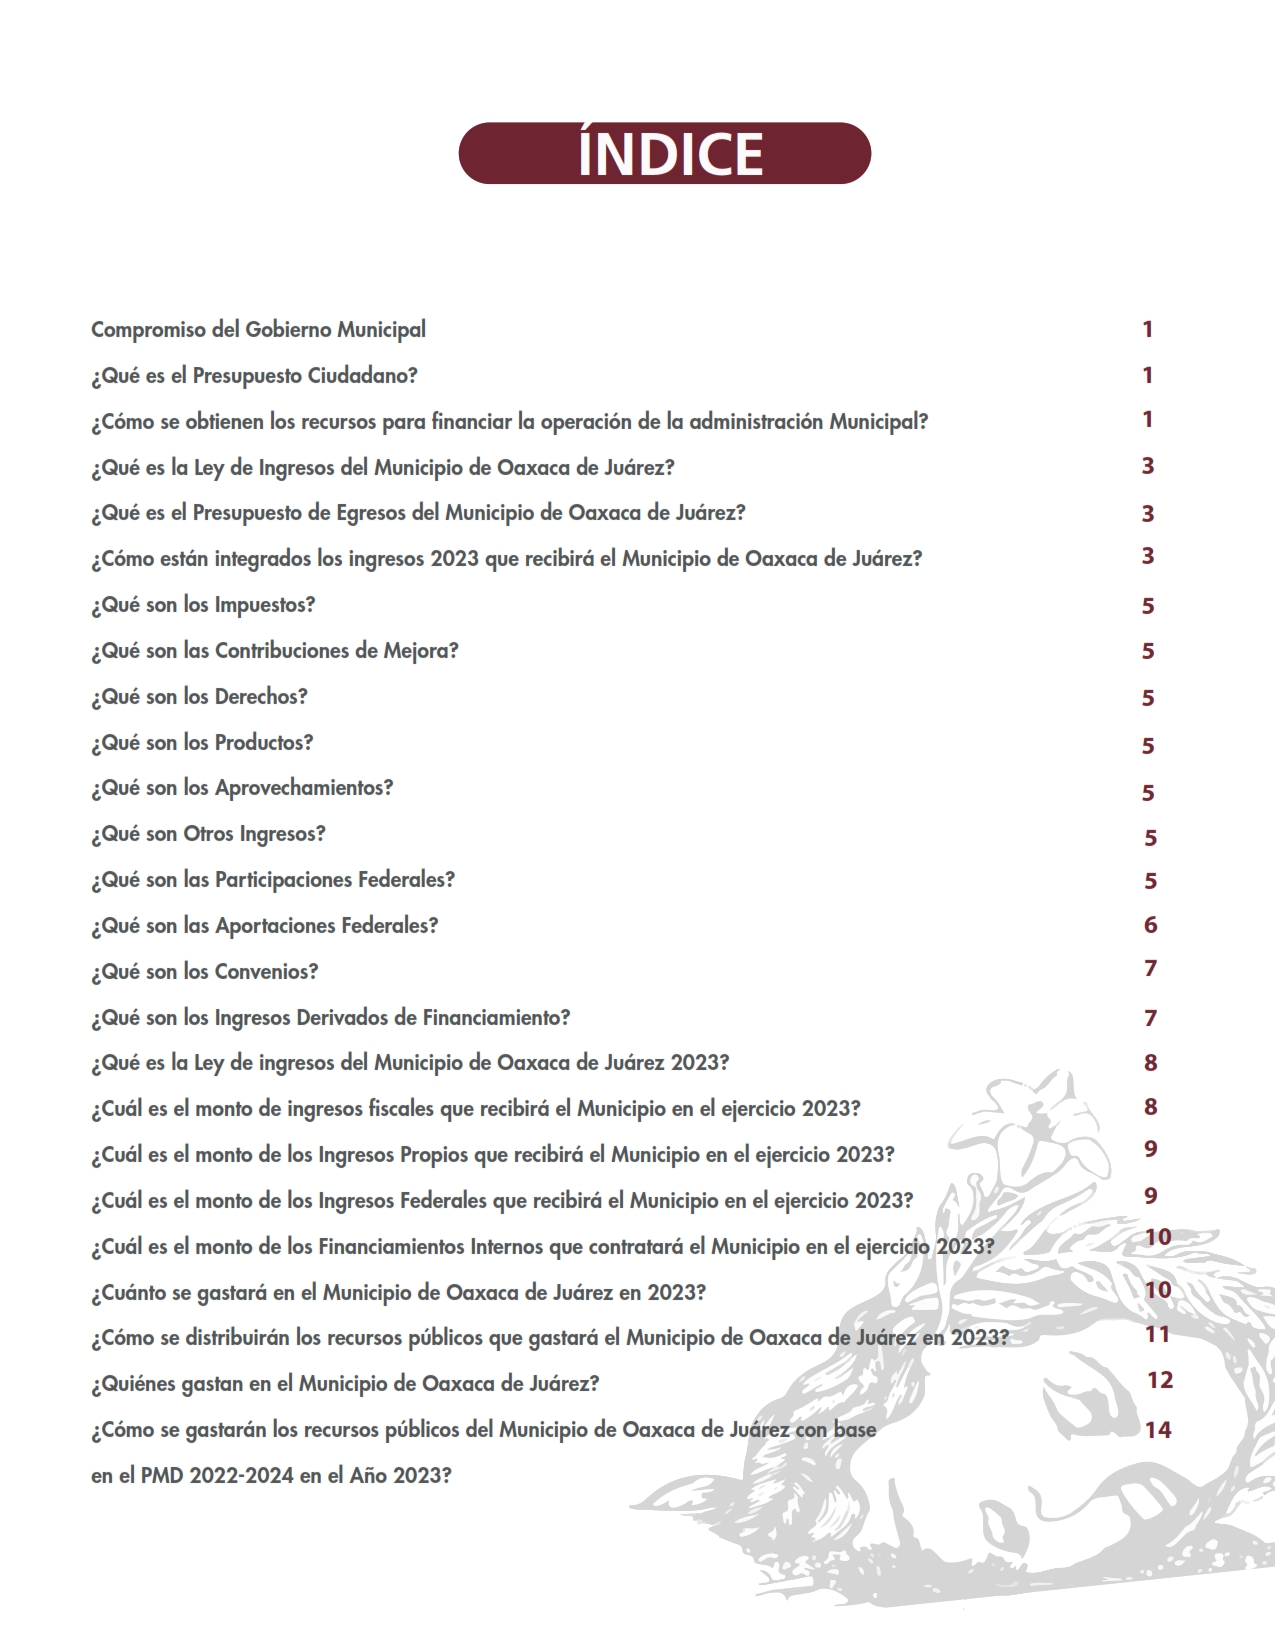 ÍNDICE
Compromiso del Gobierno Municipal 1
¿Qué es el Presupuesto Ciudadano? 1
¿Cómo se obtienen los recursos para financiar la operación de la administración Municipal? 1
¿Qué es la Ley de Ingresos del Municipio de Oaxaca de Juárez? 3
¿Qué es el Presupuesto de Egresos del Municipio de Oaxaca de Juárez? 3
¿Cómo están integrados los ingresos 2023 que recibirá el Municipio de Oaxaca de Juárez? 3
¿Qué son los Impuestos? 5
¿Qué son las Contribuciones de Mejora? 5
¿Qué son los Derechos? 5
¿Qué son los Productos? 5
¿Qué son los Aprovechamientos? 5
¿Qué son Otros Ingresos? 5
¿Qué son las Participaciones Federales? 5
¿Qué son las Aportaciones Federales? 6
¿Qué son los Convenios? 7
¿Qué son los Ingresos Derivados de Financiamiento? 7
¿Qué es la Ley de ingresos del Municipio de Oaxaca de Juárez 2023? 8
¿Cuál es el monto de ingresos fiscales que recibirá el Municipio en el ejercicio 2023? 8
¿Cuál es el monto de los Ingresos Propios que recibirá el Municipio en el ejercicio 2023? 9
¿Cuál es el monto de los Ingresos Federales que recibirá el Municipio en el ejercicio 2023? 9
¿Cuál es el monto de los Financiamientos Internos que contratará el Municipio en el ejercicio 2023? 10
¿Cuánto se gastará en el Municipio de Oaxaca de Juárez en 2023? 10
¿Cómo se distribuirán los recursos públicos que gastará el Municipio de Oaxaca de Juárez en 2023? 11
¿Quiénes gastan en el Municipio de Oaxaca de Juárez? 12
¿Cómo se gastarán los recursos públicos del Municipio de Oaxaca de Juárez con base 14
en el PMD 2022-2024 en el Año 2023?